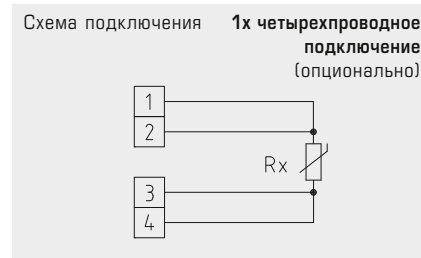 Схема подключения 1x четырехпроводное
подключение
(опционально)
1
2
Rx
3
4